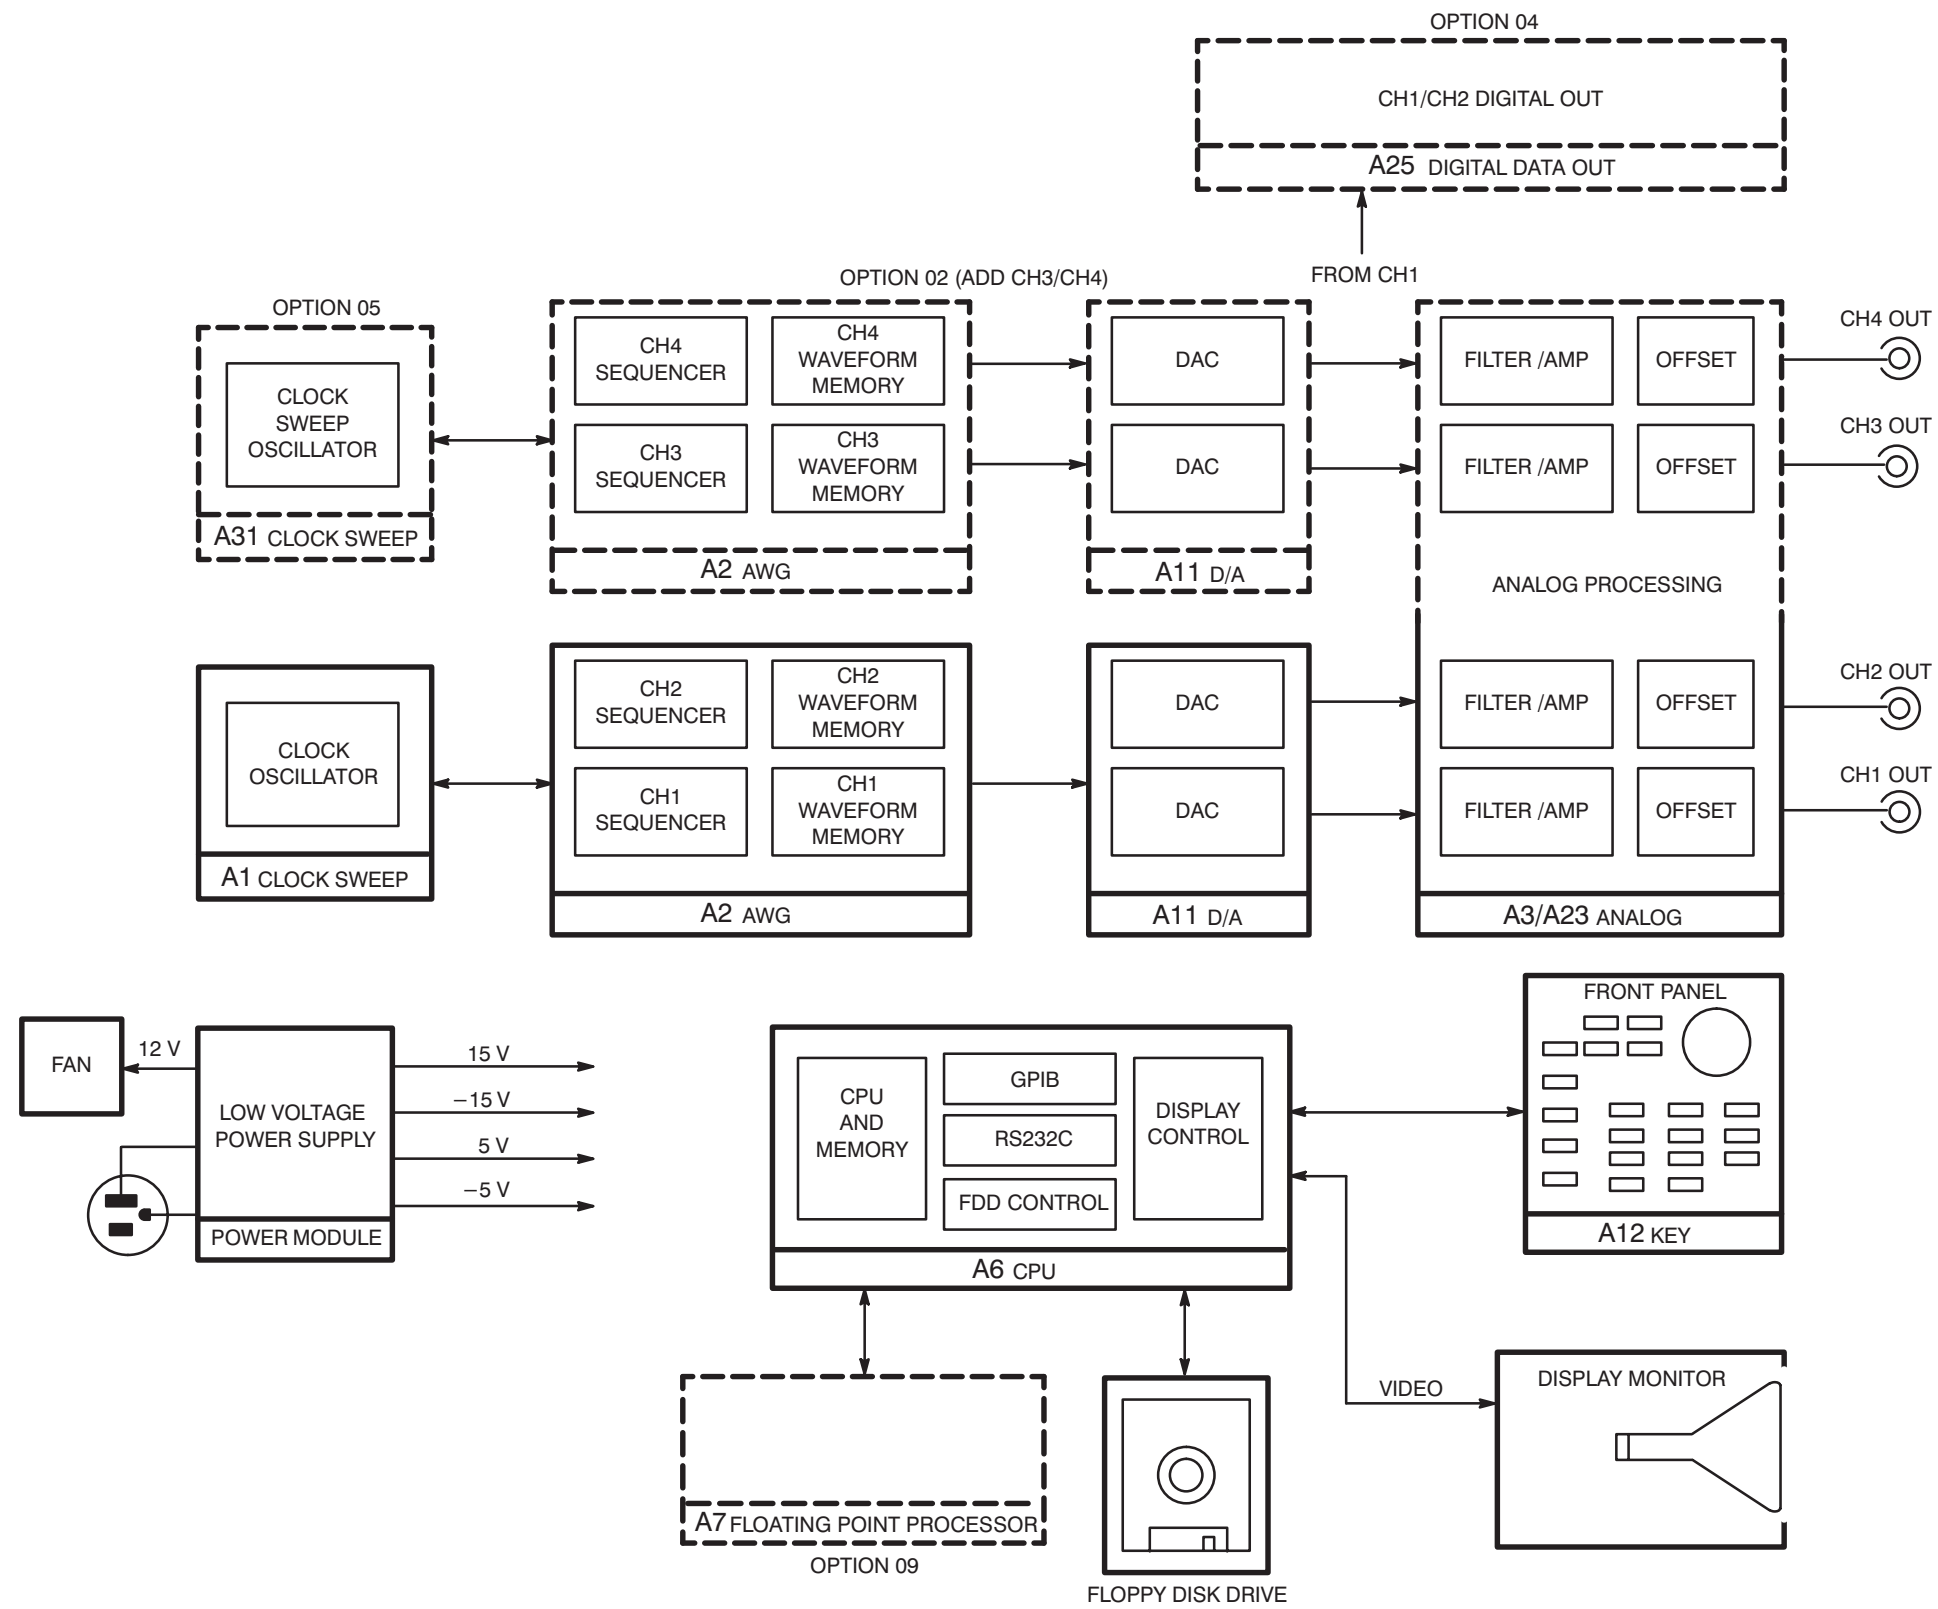 OPTION 04
CH1/CH2 DIGITAL OUT
A25 DIGITAL DATA OUT
FROM CH1
OPTION 02 (ADD CH3/CH4)
OPTION 05
CLOCK
SWEEP
OSCILLATOR
A31 CLOCK SWEEP
CH4
SEQUENCER
CH4
WAVEFORM
MEMORY
CH3
SEQUENCER
CH3
WAVEFORM
MEMORY
A2 AWG
DAC
DAC
A11 D/A
FILTER /AMP
OFFSET
FILTER /AMP
OFFSET
ANALOG PROCESSING
CH4 OUT
CH3 OUT
CLOCK
OSCILLATOR
A1 CLOCK SWEEP
CH2
SEQUENCER
CH2
WAVEFORM
MEMORY
CH1
SEQUENCER
CH1
WAVEFORM
MEMORY
A2 AWG
DAC
DAC
A11 D/A
FILTER /AMP
OFFSET
FILTER /AMP
OFFSET
A3/A23 ANALOG
CH2 OUT
CH1 OUT
FAN
12 V
LOW VOLTAGE
POWER SUPPLY
POWER MODULE
15 V
−15 V
5 V
−5 V
CPU
AND
MEMORY
GPIB
RS232C
FDD CONTROL
DISPLAY
CONTROL
A6 CPU
FRONT PANEL
A12 KEY
VIDEO
DISPLAY MONITOR
A7 FLOATING POINT PROCESSOR
OPTION 09
FLOPPY DISK DRIVE